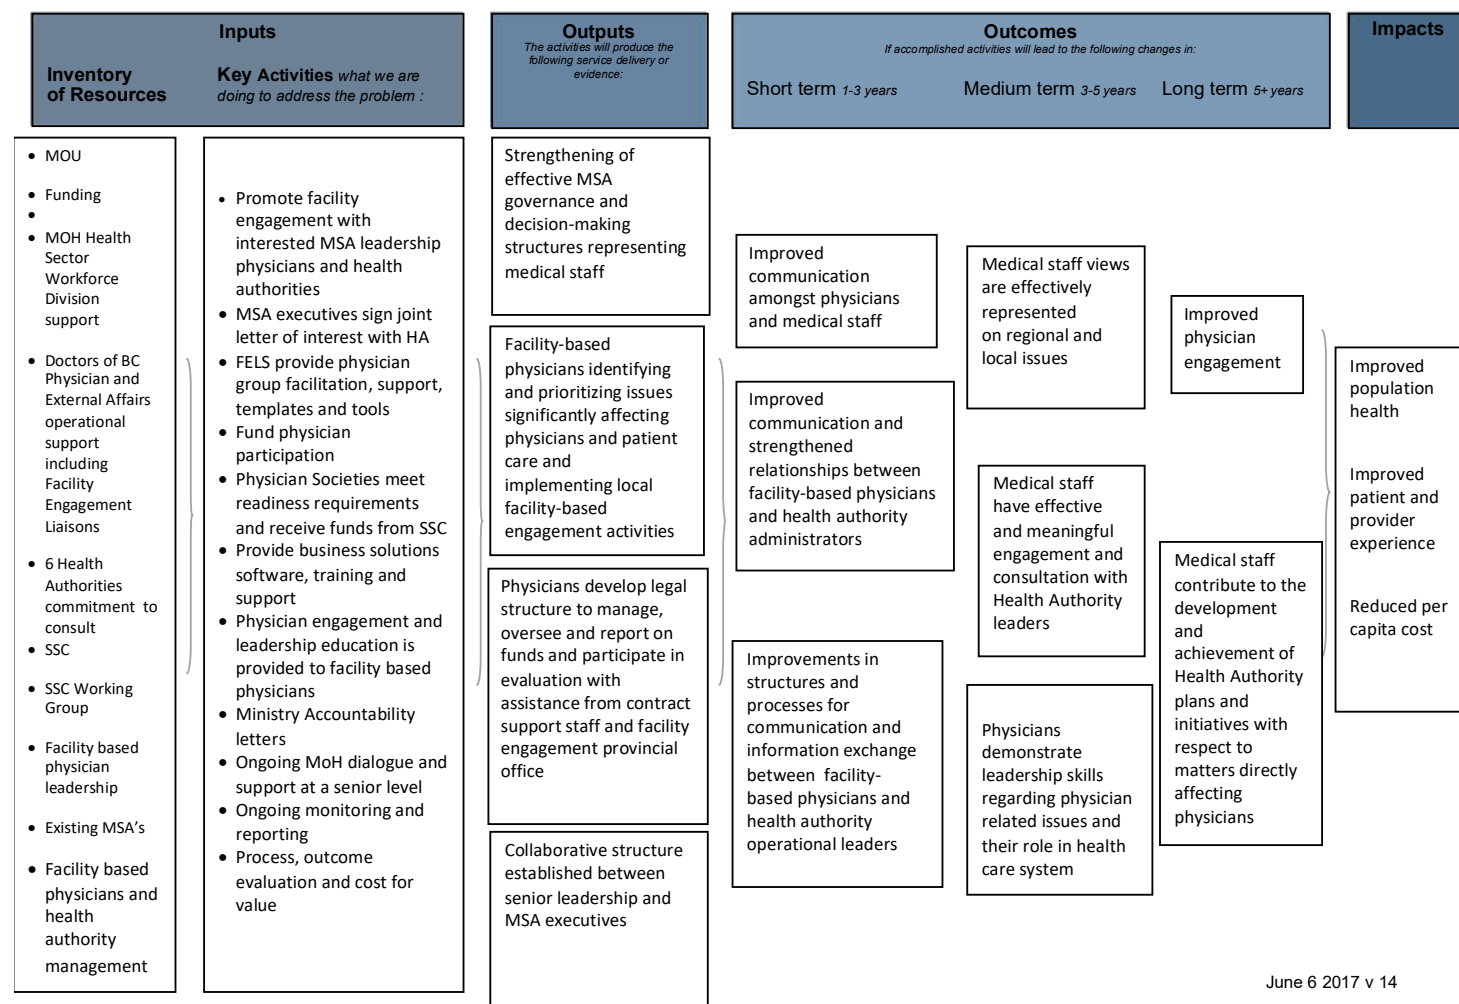 Inputs
Inventory
of Resources
Key Activities what we are
doing to address the problem :
Outputs
The activities will produce the
following service delivery or
evidence:
Outcomes
If accomplished activities will lead to the following changes in:
Short term 1-3 years
Medium term 3-5 years
Long term 5+ years
Impacts
• MOU
• Funding
•
• MOH Health
Sector
Workforce
Division
support
• Doctors of BC
Physician and
External Affairs
operational
support
including
Facility
Engagement
Liaisons
• 6 Health
Authorities
commitment to
consult
• SSC
• SSC Working
Group
• Facility based
physician
leadership
• Existing MSA’s
• Facility based
physicians and
health
authority
management
• Promote facility
engagement with
interested MSA leadership
physicians and health
authorities
• MSA executives sign joint
letter of interest with HA
• FELS provide physician
group facilitation, support,
templates and tools
• Fund physician
participation
• Physician Societies meet
readiness requirements
and receive funds from SSC
• Provide business solutions
software, training and
support
• Physician engagement and
leadership education is
provided to facility based
physicians
• Ministry Accountability
letters
• Ongoing MoH dialogue and
support at a senior level
• Ongoing monitoring and
reporting
• Process, outcome
evaluation and cost for
value
Strengthening of
effective MSA
governance and
decision-making
structures representing
medical staff
Facility-based
physicians identifying
and prioritizing issues
significantly affecting
physicians and patient
care and
implementing local
facility-based
engagement activities
Physicians develop legal
structure to manage,
oversee and report on
funds and participate in
evaluation with
assistance from contract
support staff and facility
engagement provincial
office
Collaborative structure
established between
senior leadership and
MSA executives
Improved
communication
amongst physicians
and medical staff
Improved
communication and
strengthened
relationships between
facility-based physicians
and health authority
administrators
Improvements in
structures and
processes for
communication and
information exchange
between facility-
based physicians and
health authority
operational leaders
Medical staff views
are effectively
represented
on regional and
local issues
Medical staff
have effective
and meaningful
engagement and
consultation with
Health Authority
leaders
Physicians
demonstrate
leadership skills
regarding physician
related issues and
their role in health
care system
Improved
physician
engagement
Medical staff
contribute to the
development
and
achievement of
Health Authority
plans and
initiatives with
respect to
matters directly
affecting
physicians
Improved
population
health
Improved
patient and
provider
experience
Reduced per
capita cost
June 6 2017 v 14